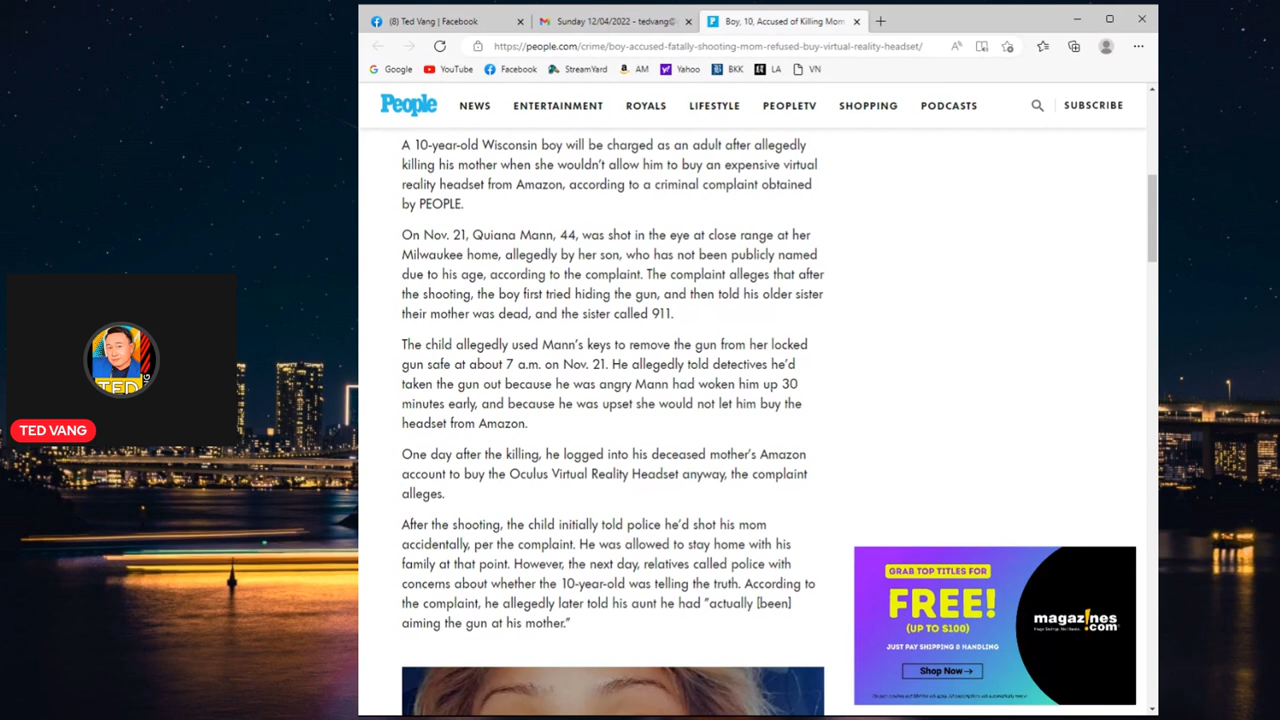 (8) Ted Vang | Facebook
Sunday 12/04/2022 - tedvang@
Boy, 10, Accused of Killing Mom
https://people.com/crime/boy-accused-fatally-shooting-mom-refused-buy-virtual-reality-headset/
Google YouTube Facebook StreamYard AM Yahoo BKK LA VN
People NEWS ENTERTAINMENT ROYALS LIFESTYLE PEOPLETV SHOPPING PODCASTS SUBSCRIBE
A 10-year-old Wisconsin boy will be charged as an adult after allegedly
killing his mother when she wouldn't allow him to buy an expensive virtual
reality headset from Amazon, according to a criminal complaint obtained
by PEOPLE.
On Nov. 21, Quiana Mann, 44, was shot in the eye at close range at her
Milwaukee home, allegedly by her son, who has not been publicly named
due to his age, according to the complaint. The complaint alleges that after
the shooting, the boy first tried hiding the gun, and then told his older sister
their mother was dead, and the sister called 911.
The child allegedly used Mann's keys to remove the gun from her locked
gun safe at about 7 a.m. on Nov. 21. He allegedly told detectives he'd
taken the gun out because he was angry Mann had woken him up 30
minutes early, and because he was upset she would not let him buy the
headset from Amazon.
One day after the killing, he logged into his deceased mother's Amazon
account to buy the Oculus Virtual Reality Headset anyway, the complaint
alleges.
After the shooting, the child initially told police he'd shot his mom
accidentally, per the complaint. He was allowed to stay home with his
family at that point. However, the next day, relatives called police with
concerns about whether the 10-year-old was telling the truth. According to
the complaint, he allegedly later told his aunt he had "actually [been]
aiming the gun at his mother."
TED
TED VANG
GRAB TOP TITLES FOR
FREE!
(UP TO $100)
JUST PAY SHIPPING & HANDLING
Shop Now →
magaz!nes
.com